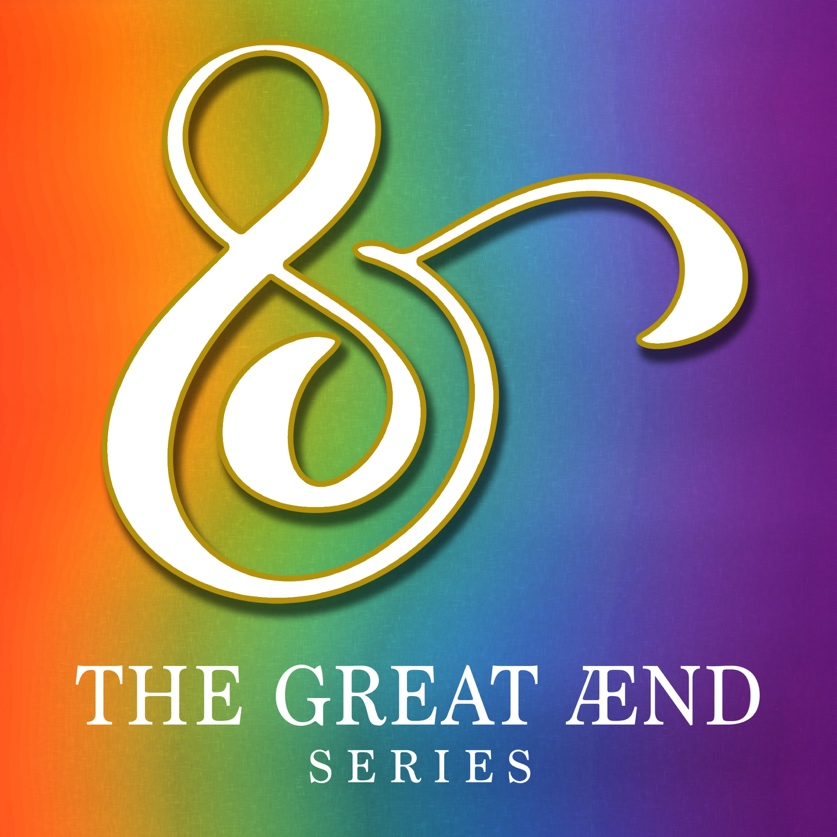 &
THE GREAT ÆND
SERIES